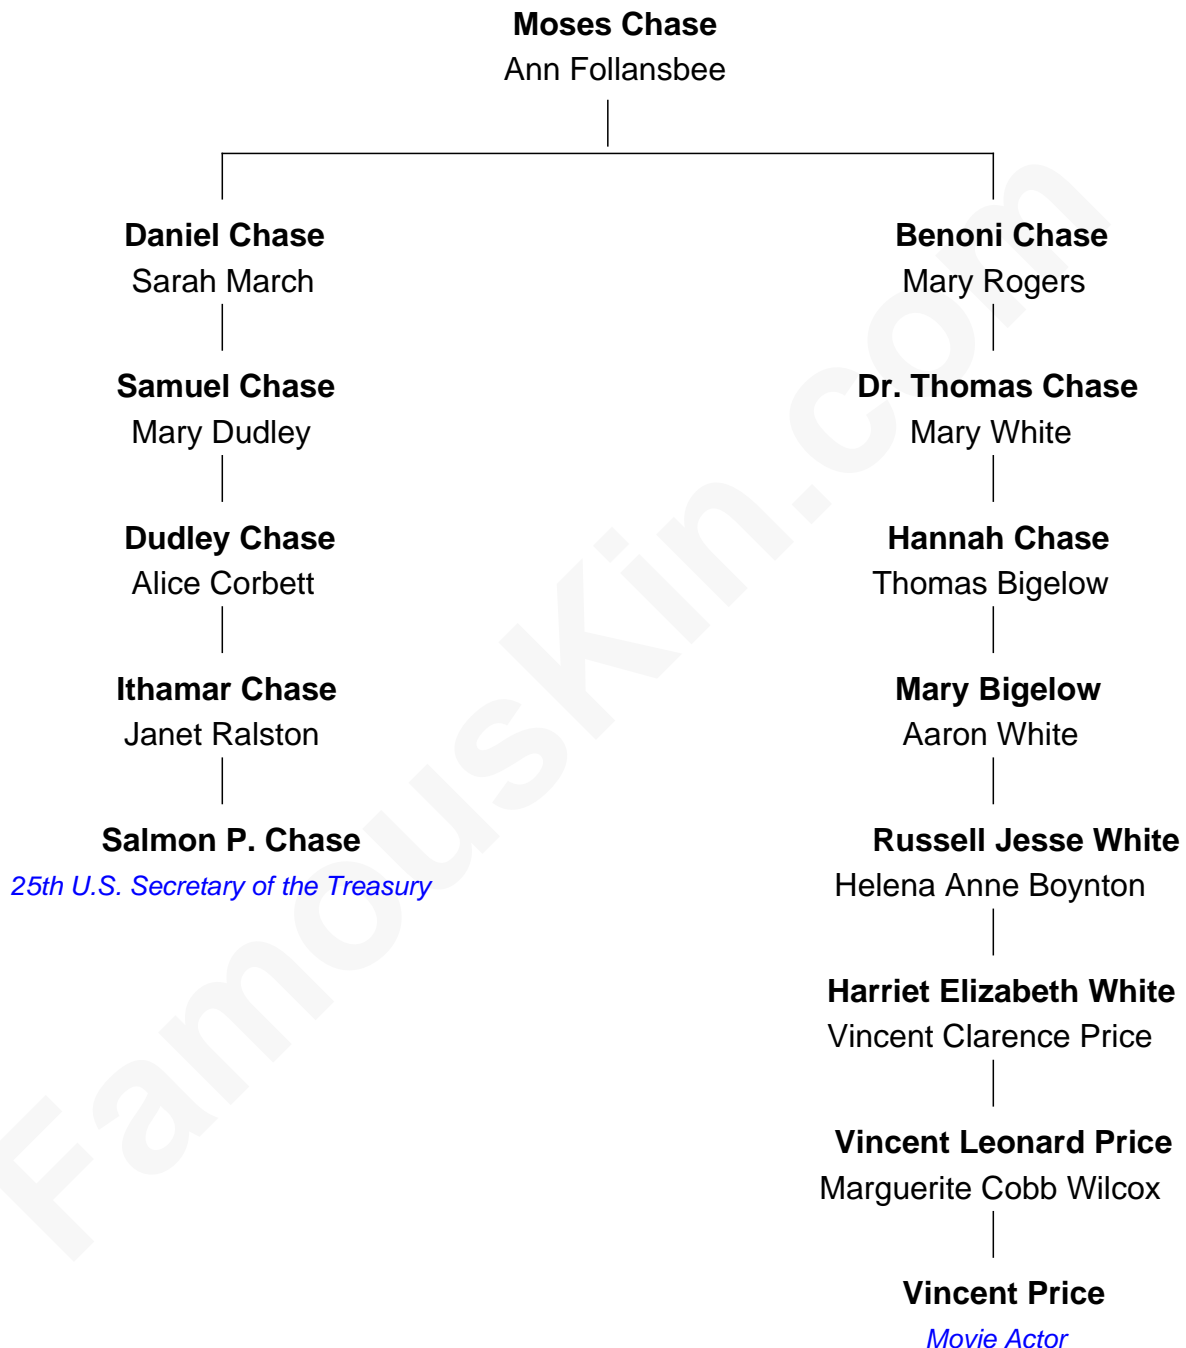 Moses Chase
Ann Follansbee
Daniel Chase
Sarah March
Benoni Chase
Mary Rogers
Samuel Chase
Mary Dudley
Dr. Thomas Chase
Mary White
Dudley Chase
Alice Corbett
Hannah Chase
Thomas Bigelow
Ithamar Chase
Janet Ralston
Mary Bigelow
Aaron White
Salmon P. Chase
25th U.S. Secretary of the Treasury
Russell Jesse White
Helena Anne Boynton
Harriet Elizabeth White
Vincent Clarence Price
Vincent Leonard Price
Marguerite Cobb Wilcox
Vincent Price
Movie Actor
FamousKin.com